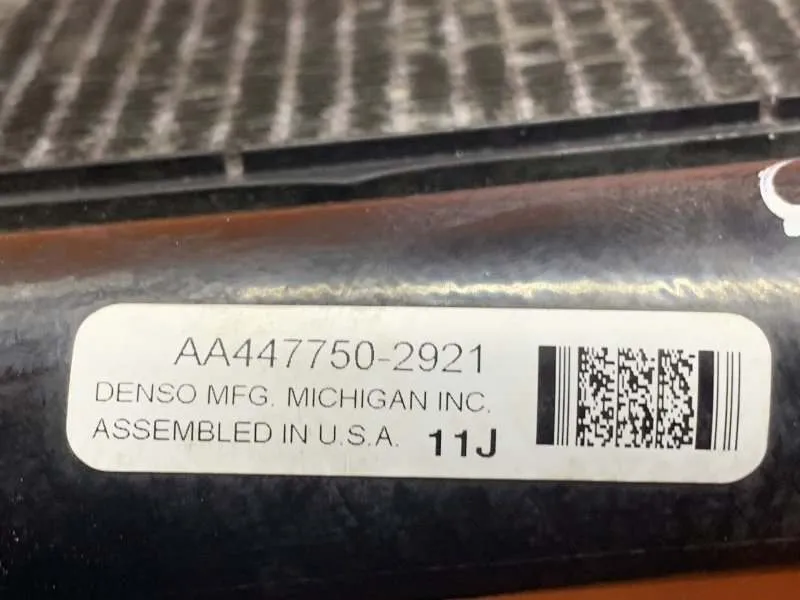 AA447750-2921
DENSO MFG. MICHIGAN INC.
ASSEMBLED IN U.S.A. 11J